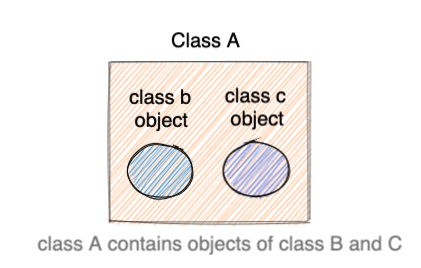 Class A
class b
object
class c
object
class A contains objects of class B and C